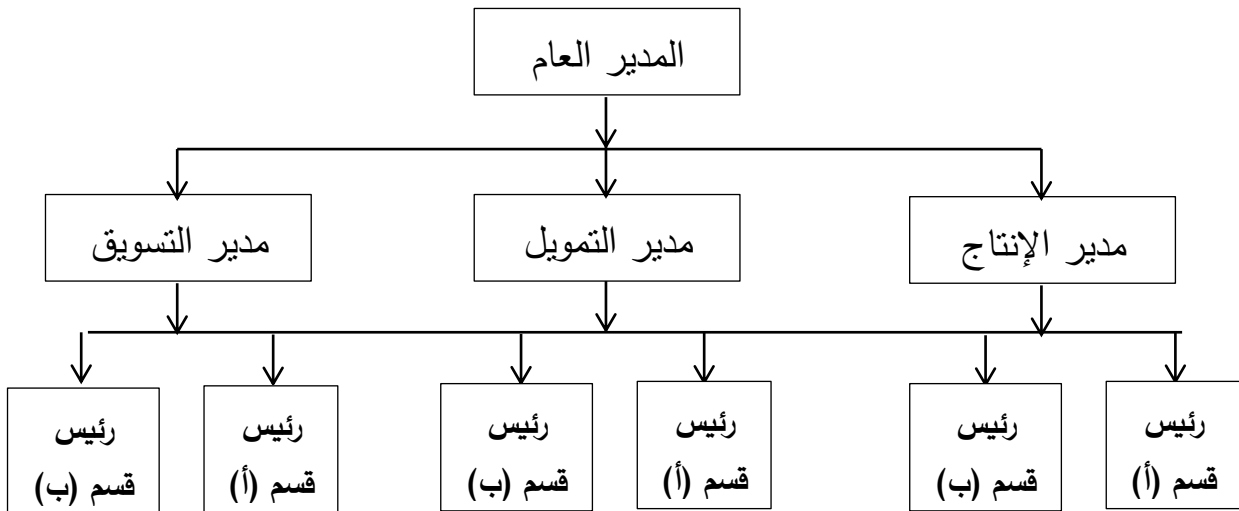 المدير العام
مدير الإنتاج
مدير التمويل
مدير التسويق
رئيس
قسم (أ)
رئيس
قسم (ب)
رئيس
قسم (أ)
رئيس
قسم (ب)
رئيس
قسم (أ)
رئيس
قسم (ب)